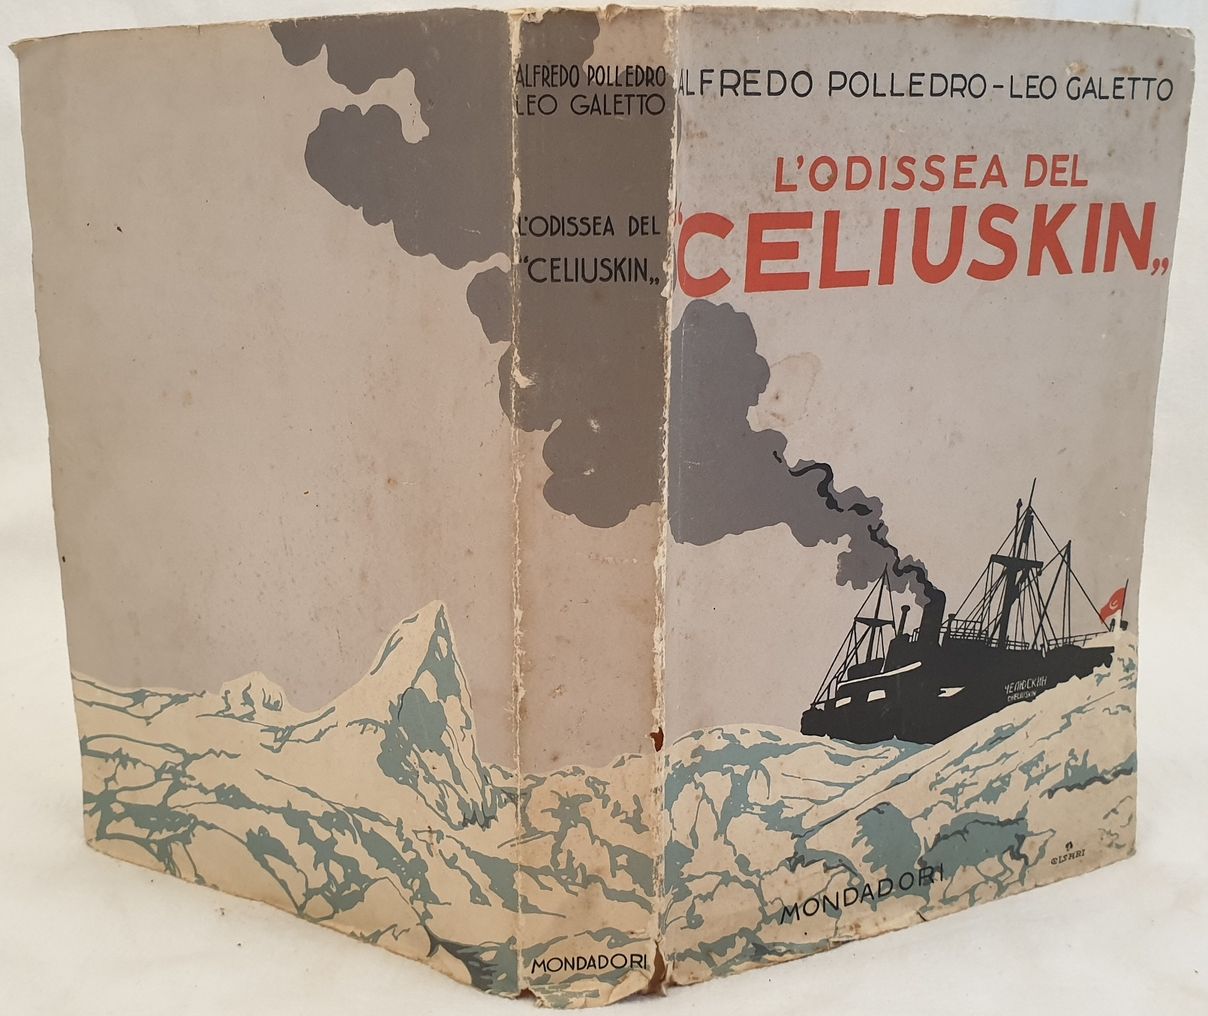 ALFREDO POLLEDRO
LEO GALETTO
L'ODISSEA DEL
“CELIUSKIN„
MONDADORI
ALFREDO POLLEDRO-LEO GALETTO
L'ODISSEA DEL
“CELIUSKIN„
ЧЕЛЮСКИН
MONDADORI